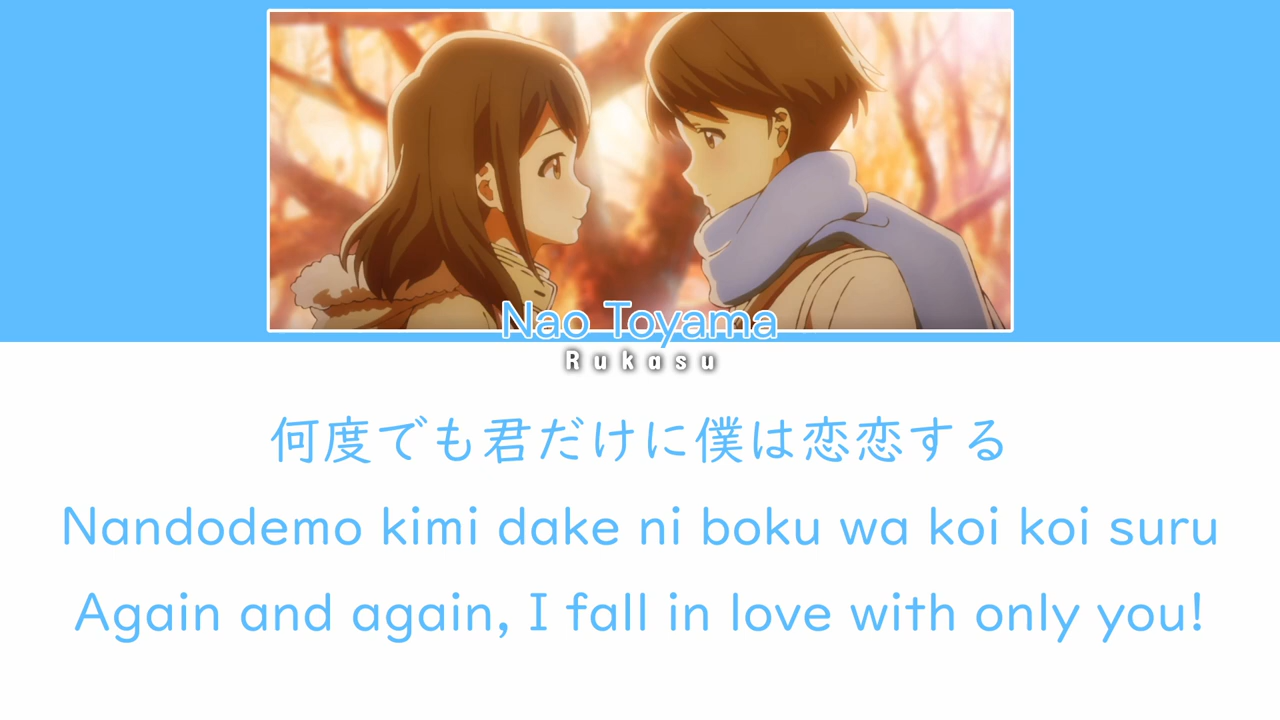 Nao Toyama
Rukasu
何度でも君だけに僕は恋恋する
Nandodemo kimi dake ni boku wa koi koi suru
Again and again, I fall in love with only you!